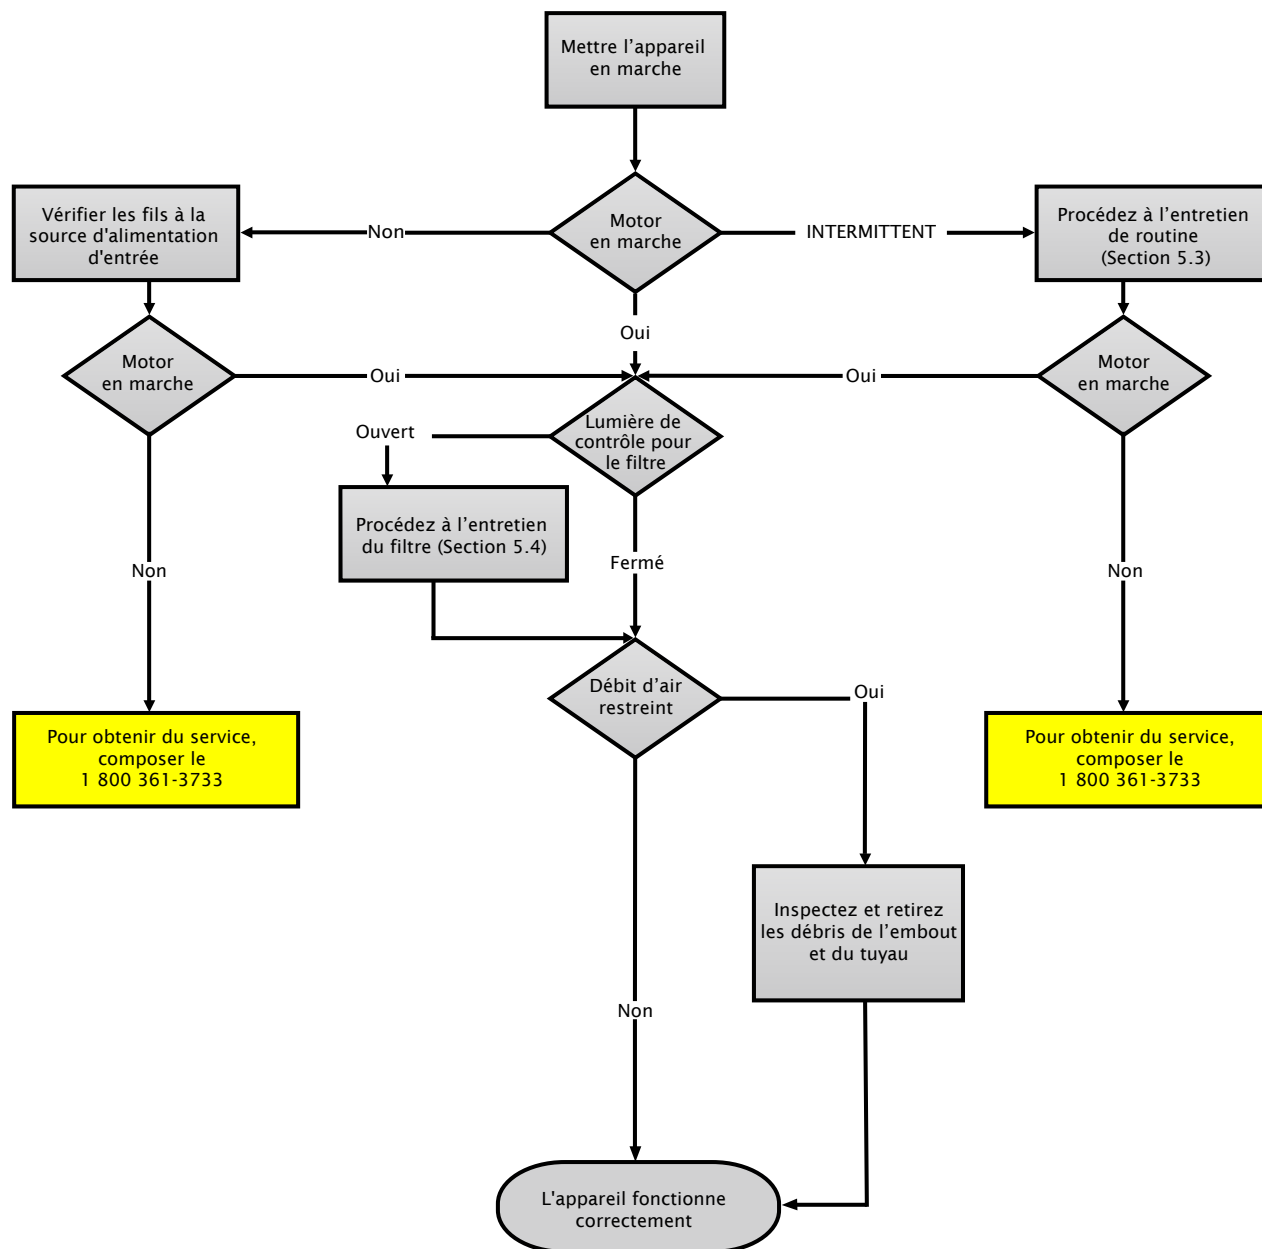 Mettre l’appareil
en marche
Vérifier les fils à la
source d'alimentation
d'entrée
Non
Motor
en marche
INTERMITTENT
Procédez à l’entretien
de routine
(Section 5.3)
Oui
Motor
en marche
Oui
Oui
Motor
en marche
Lumière de
contrôle pour
le filtre
Ouvert
Procédez à l’entretien
du filtre (Section 5.4)
Fermé
Non
Non
Débit d’air
restreint
Oui
Pour obtenir du service,
composer le
1 800 361-3733
Pour obtenir du service,
composer le
1 800 361-3733
Inspectez et retirez
les débris de l’embout
et du tuyau
Non
L'appareil fonctionne
correctement